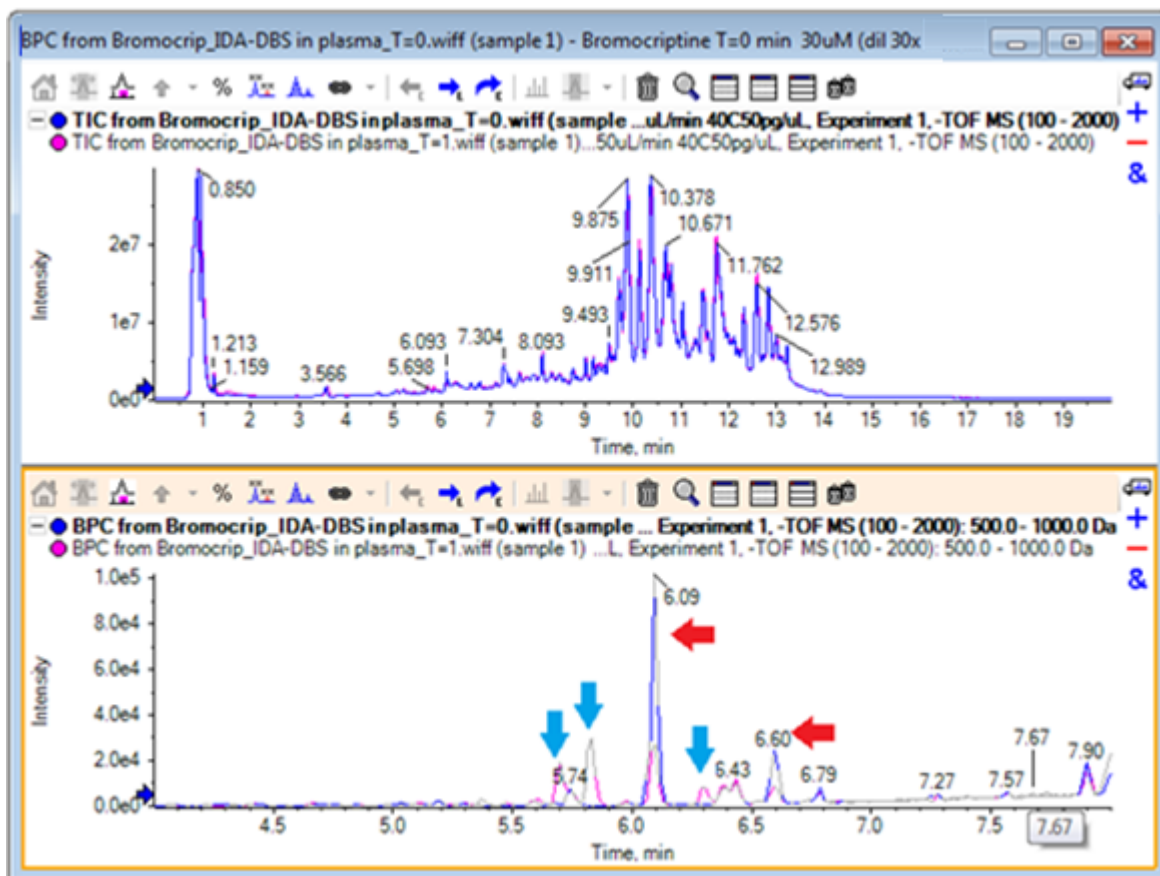 BPC from Bromocrip_IDA-DBS in plasma_T=0.wiff (sample 1) - Bromocriptine T=0 min 30uM (dil 30x
%
TIC from Bromocrip_IDA-DBS in plasma_T=0.wiff (sample ...uL/min 40C50pg/uL, Experiment 1, -TOF MS (100 - 2000)
TIC from Bromocrip_IDA-DBS in plasma_T=1.wiff (sample 1)...50uL/min 40C50pg/uL, Experiment 1, -TOF MS (100 - 2000)
&
Intensity
2e7
1e7
0e0
0.850
1.213
1.159
3.566
5.698
6.093
7.304
8.093
9.493
9.875
9.911
10.378
10.671
11.762
12.576
12.989
1 2 3 4 5 6 7 8 9 10 11 12 13 14 15 16 17 18 19
Time, min
%
BPC from Bromocrip_IDA-DBS in plasma_T=0.wiff (sample ... Experiment 1, -TOF MS (100 - 2000): 500.0 - 1000.0 Da
BPC from Bromocrip_IDA-DBS in plasma_T=1.wiff (sample 1) ...L, Experiment 1, -TOF MS (100 - 2000): 500.0 - 1000.0 Da
&
Intensity
1.0e5
8.0e4
6.0e4
4.0e4
2.0e4
0.0e0
5.74
6.09
6.43
6.60
6.79
7.27
7.57
7.67
7.90
4.5 5.0 5.5 6.0 6.5 7.0 7.5
7.67
Time, min